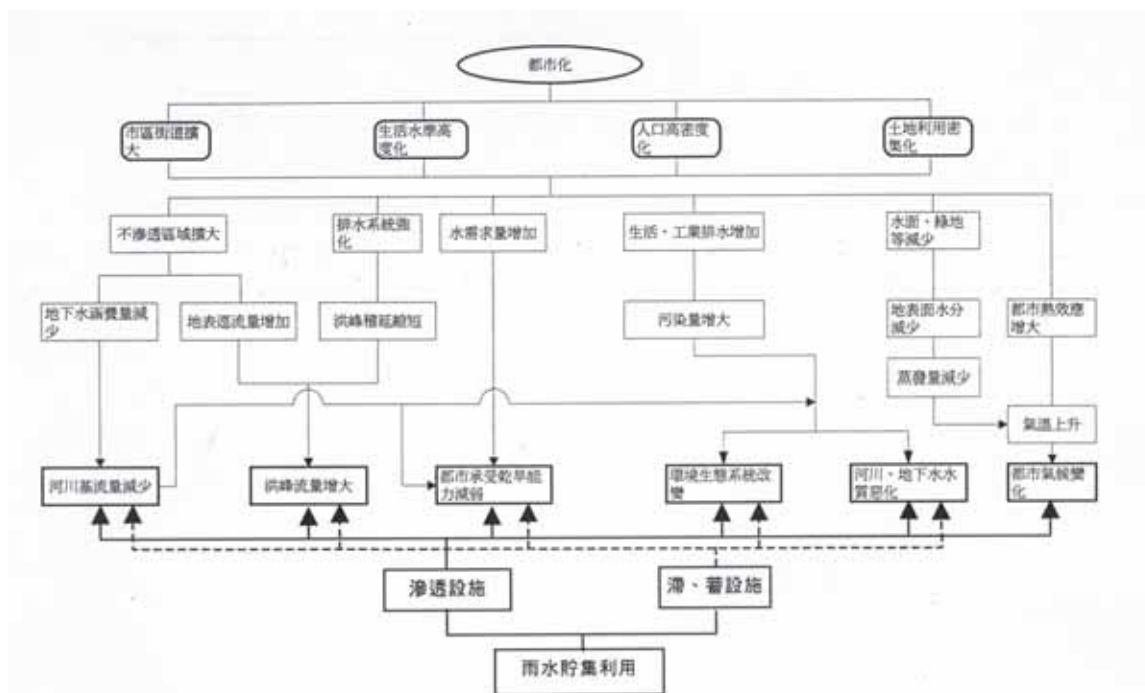 都市化
市區街道擴
大
生活水準高
度化
人口高密度
化
土地利用密
集化
不滲透區域擴大
排水系統強
化
水需求量增加
生活、工業排水增加
水面、綠地
等減少
地下水涵養量減
少
地表逕流量增加
洪峰稽延縮短
污染量增大
地表面水分
減少
都市熱效應
增大
蒸發量減少
氣溫上升
河川基流量減少
洪峰流量增大
都市承受乾旱能
力減弱
環境生態系統改
變
河川、地下水水
質惡化
都市氣候變
化
滲透設施
滯、蓄設施
雨水貯集利用